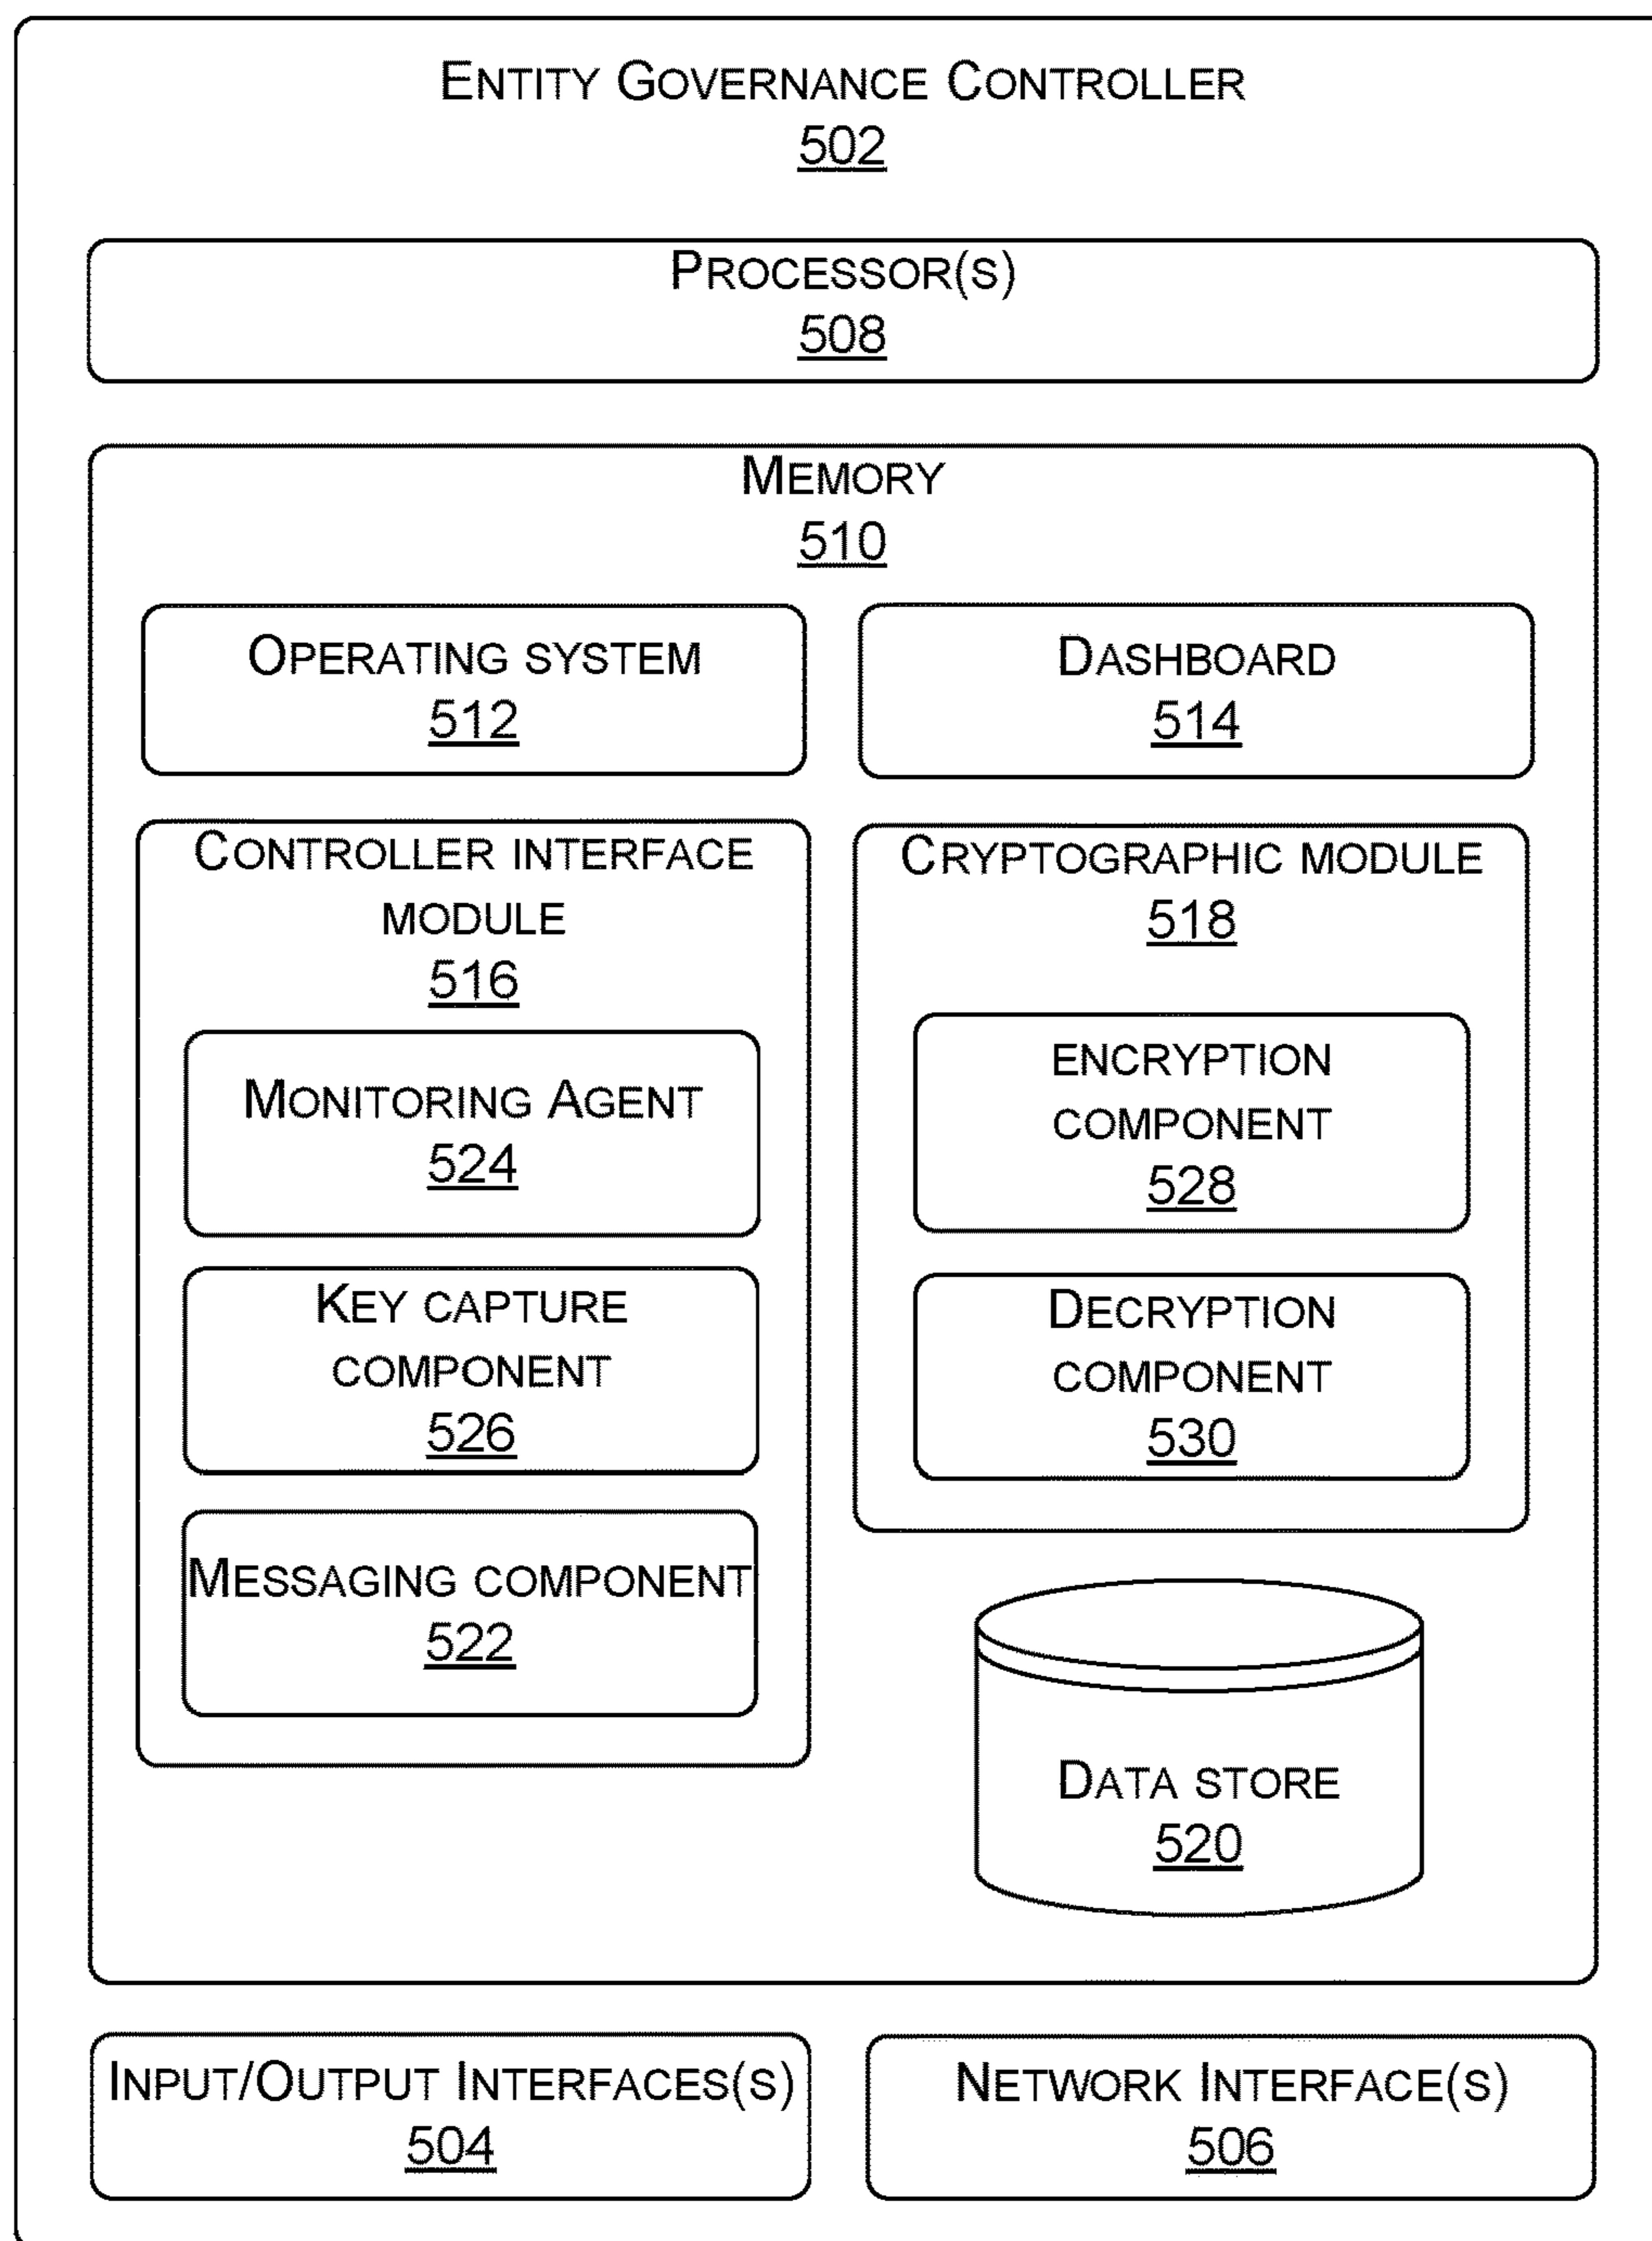 ENTITY GOVERNANCE CONTROLLER
502
PROCESSOR(S)
508
MEMORY
510
OPERATING SYSTEM
512
DASHBOARD
514
CONTROLLER INTERFACE
MODULE
516
MONITORING AGENT
524
KEY CAPTURE
COMPONENT
526
MESSAGING COMPONENT
522
CRYPTOGRAPHIC MODULE
518
ENCRYPTION
COMPONENT
528
DECRYPTION
COMPONENT
530
DATA STORE
520
INPUT/OUTPUT INTERFACES(S)
504
NETWORK INTERFACE(S)
506